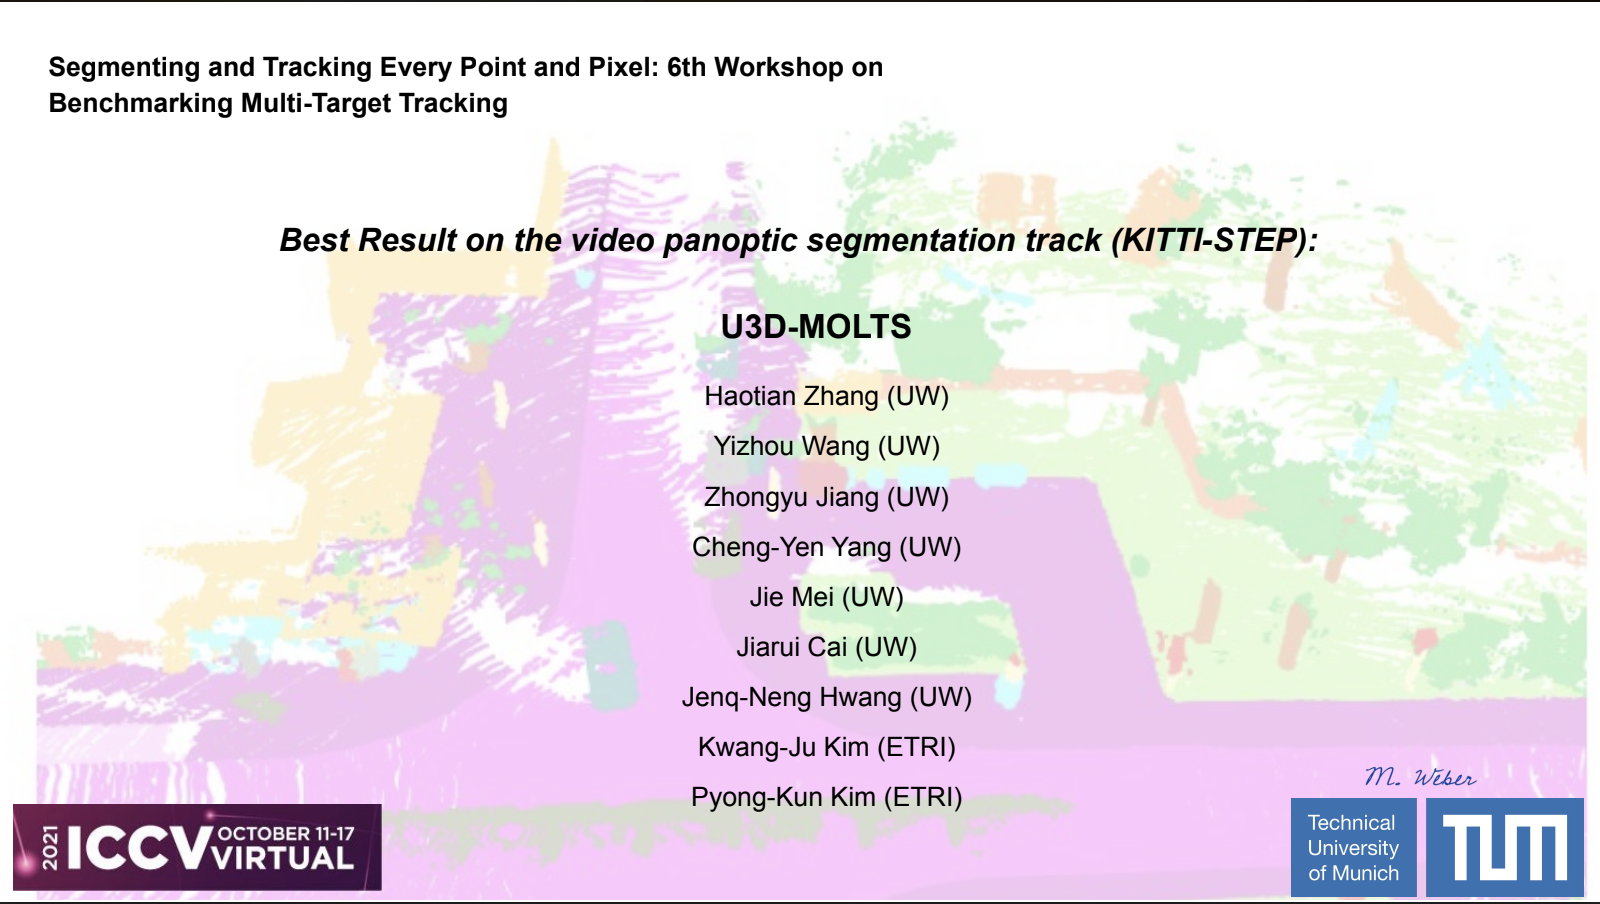 Segmenting and Tracking Every Point and Pixel: 6th Workshop on
Benchmarking Multi-Target Tracking
Best Result on the video panoptic segmentation track (KITTI-STEP):
U3D-MOLTS
Haotian Zhang (UW)
Yizhou Wang (UW)
Zhongyu Jiang (UW)
Cheng-Yen Yang (UW)
Jie Mei (UW)
Jiarui Cai (UW)
Jenq-Neng Hwang (UW)
Kwang-Ju Kim (ETRI)
Pyong-Kun Kim (ETRI)
M. Weber
2021
ICCV
OCTOBER 11-17
VIRTUAL
Technical
University
of Munich
TUM